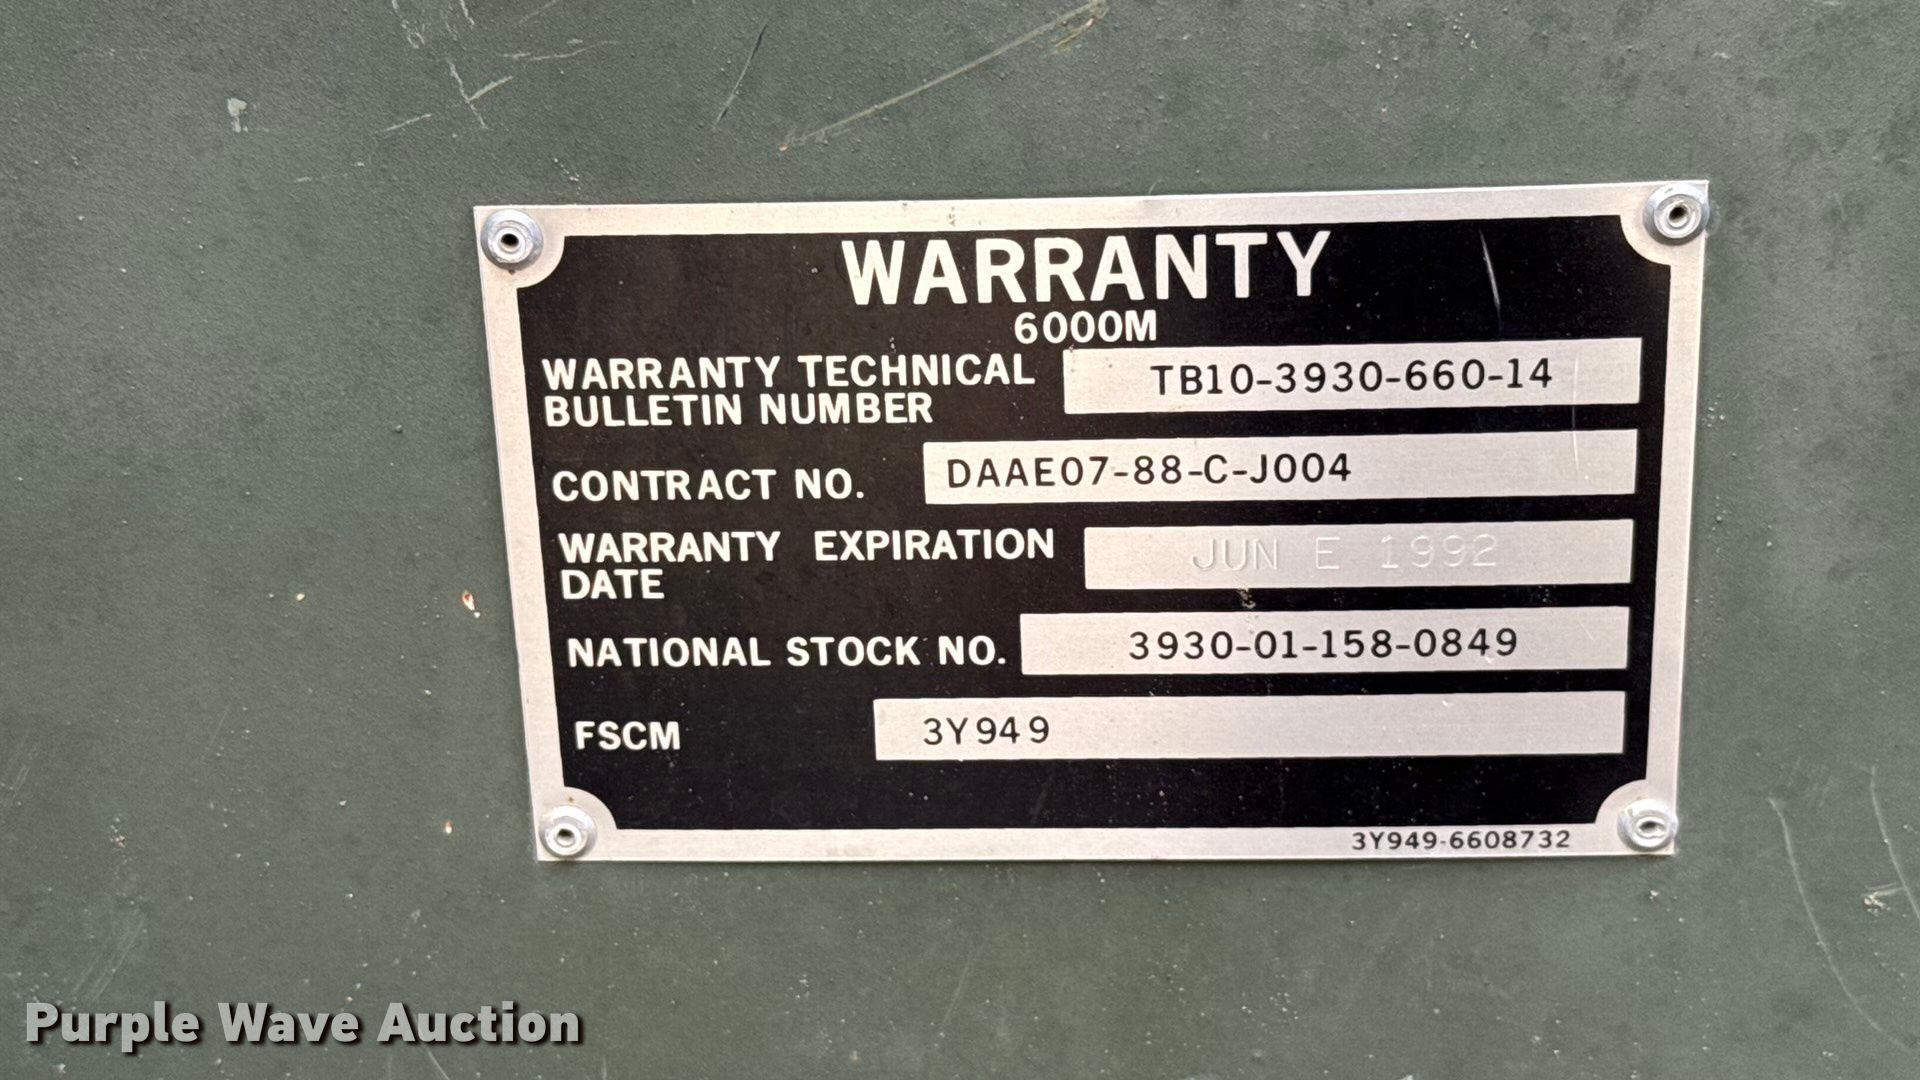 WARRANTY
6000M
WARRANTY TECHNICAL
BULLETIN NUMBER
TB10-3930-660-14
CONTRACT NO. DAAE07-88-C-J004
WARRANTY EXPIRATION
DATE
JUN E 1992
NATIONAL STOCK NO. 3930-01-158-0849
FSCM 3Y949
3Y949-6608732
Purple Wave Auction